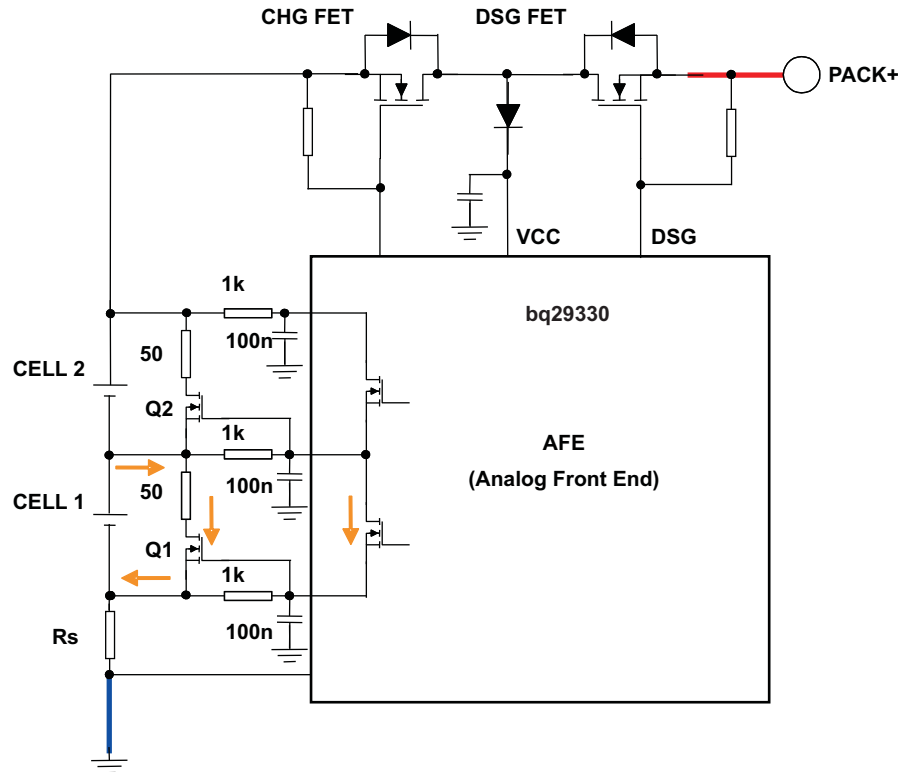 CHG FET
DSG FET
PACK+
VCC
DSG
1k
bq29330
100n
50
CELL 2
Q2
1k
AFE
(Analog Front End)
100n
50
CELL 1
Q1
1k
100n
Rs